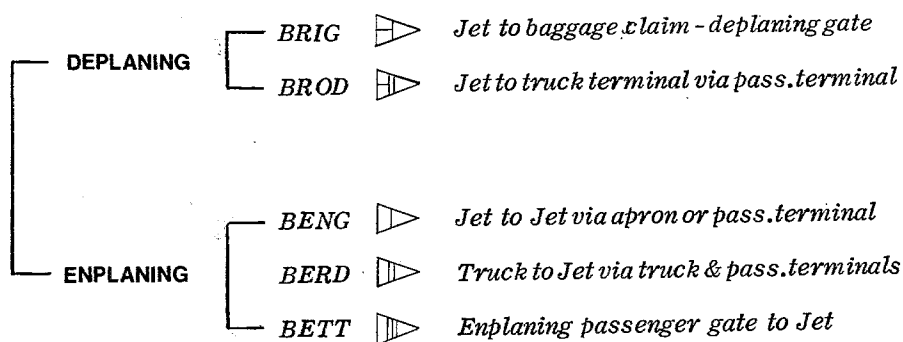 BRIG Jet to baggage claim - deplaning gate
DEPLANING
BROD Jet to truck terminal via pass.terminal
BENG Jet to Jet via apron or pass.terminal
ENPLANING BERD Truck to Jet via truck & pass.terminals
BETT Enplaning passenger gate to Jet